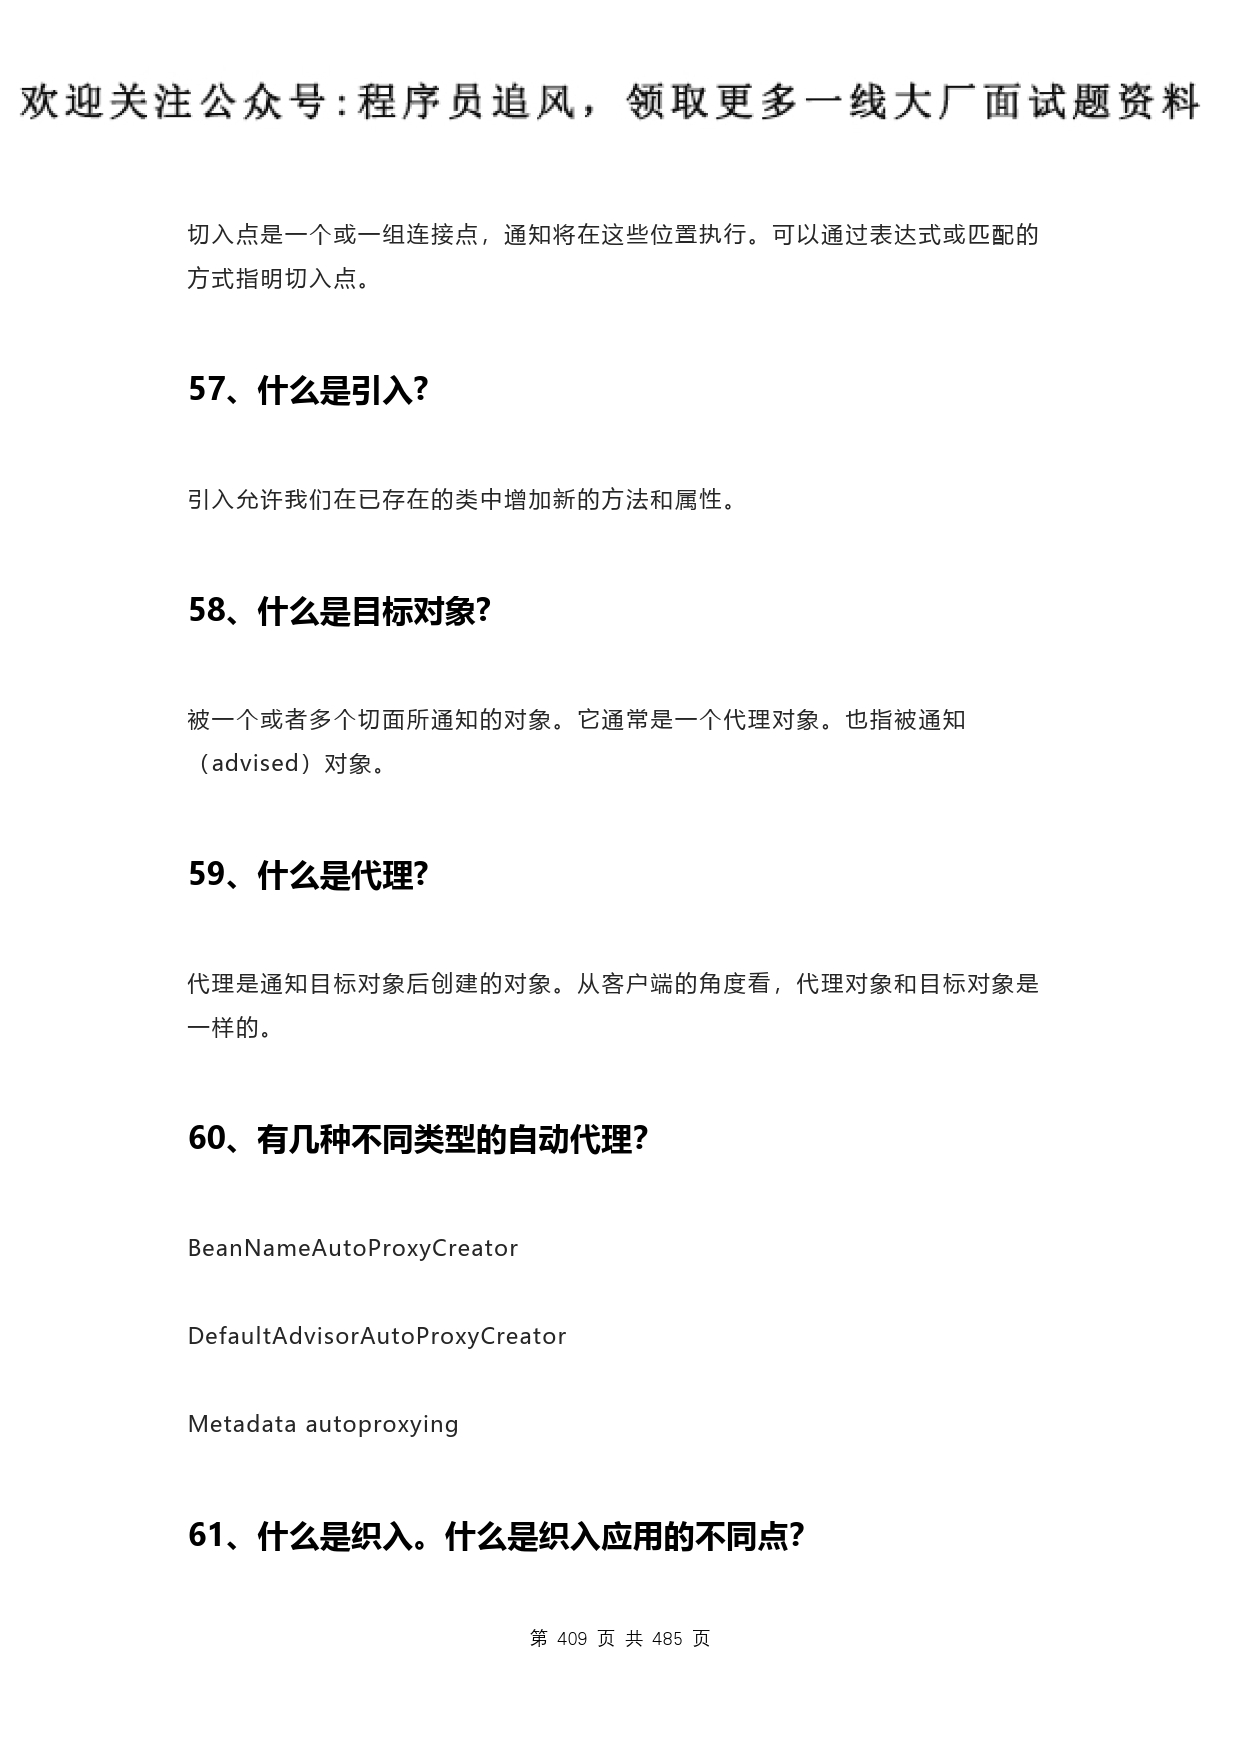 欢迎关注公众号:程序员追风，领取更多一线大厂面试题资料
切入点是一个或一组连接点，通知将在这些位置执行。可以通过表达式或匹配的
方式指明切入点。
57、什么是引入?
引入允许我们在已存在的类中增加新的方法和属性。
58、什么是目标对象?
被一个或者多个切面所通知的对象。它通常是一个代理对象。也指被通知
（advised）对象。
59、什么是代理?
代理是通知目标对象后创建的对象。从客户端的角度看，代理对象和目标对象是
一样的。
60、有几种不同类型的自动代理?
BeanNameAutoProxyCreator
DefaultAdvisorAutoProxyCreator
Metadata autoproxying
61、什么是织入。什么是织入应用的不同点?
第 409 页 共 485 页